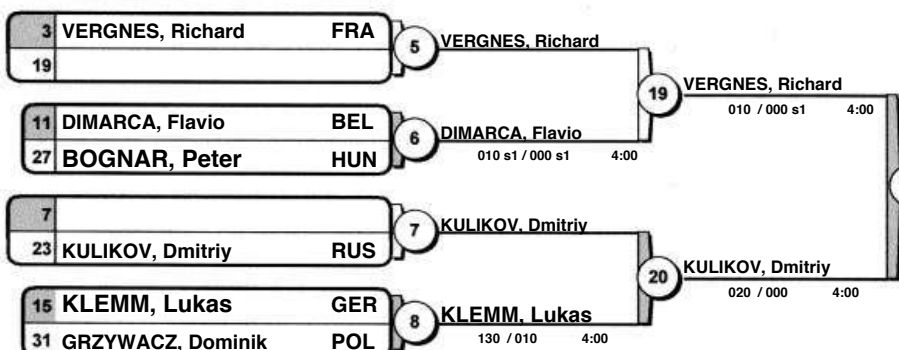 3 VERGNES, Richard FRA
19
5 VERGNES, Richard
11 DIMARCA, Flavio BEL
27 BOGNAR, Peter HUN
6 DIMARCA, Flavio
010 s1 / 000 s1 4:00
19 VERGNES, Richard
010 / 000 s1 4:00
7
23 KULIKOV, Dmitriy RUS
7 KULIKOV, Dmitriy
15 KLEMM, Lukas GER
31 GRZYWACZ, Dominik POL
8 KLEMM, Lukas
130 / 010 4:00
20 KULIKOV, Dmitriy
020 / 000 4:00